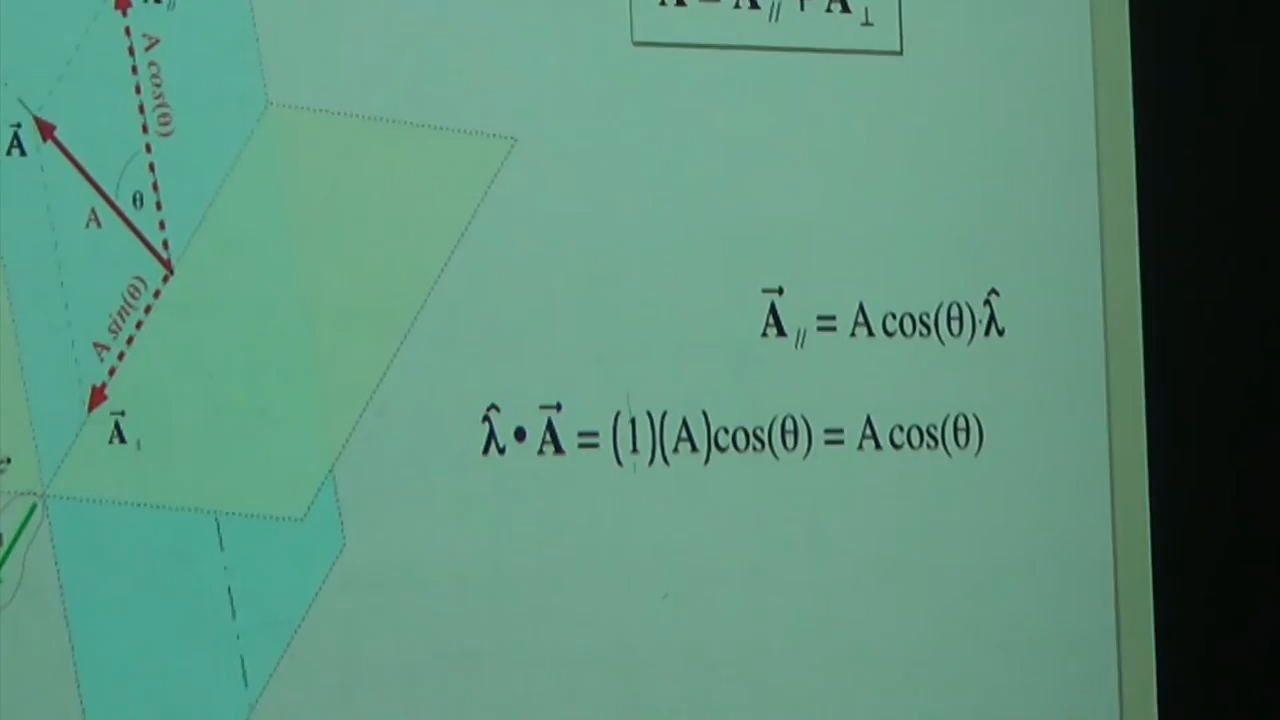 A cos(θ)
A⃗
θ
A
A sin(θ)
A⃗⊥
A⃗// = A cos(θ) λ̂
λ̂ • A⃗ = (1)(A)cos(θ) = A cos(θ)